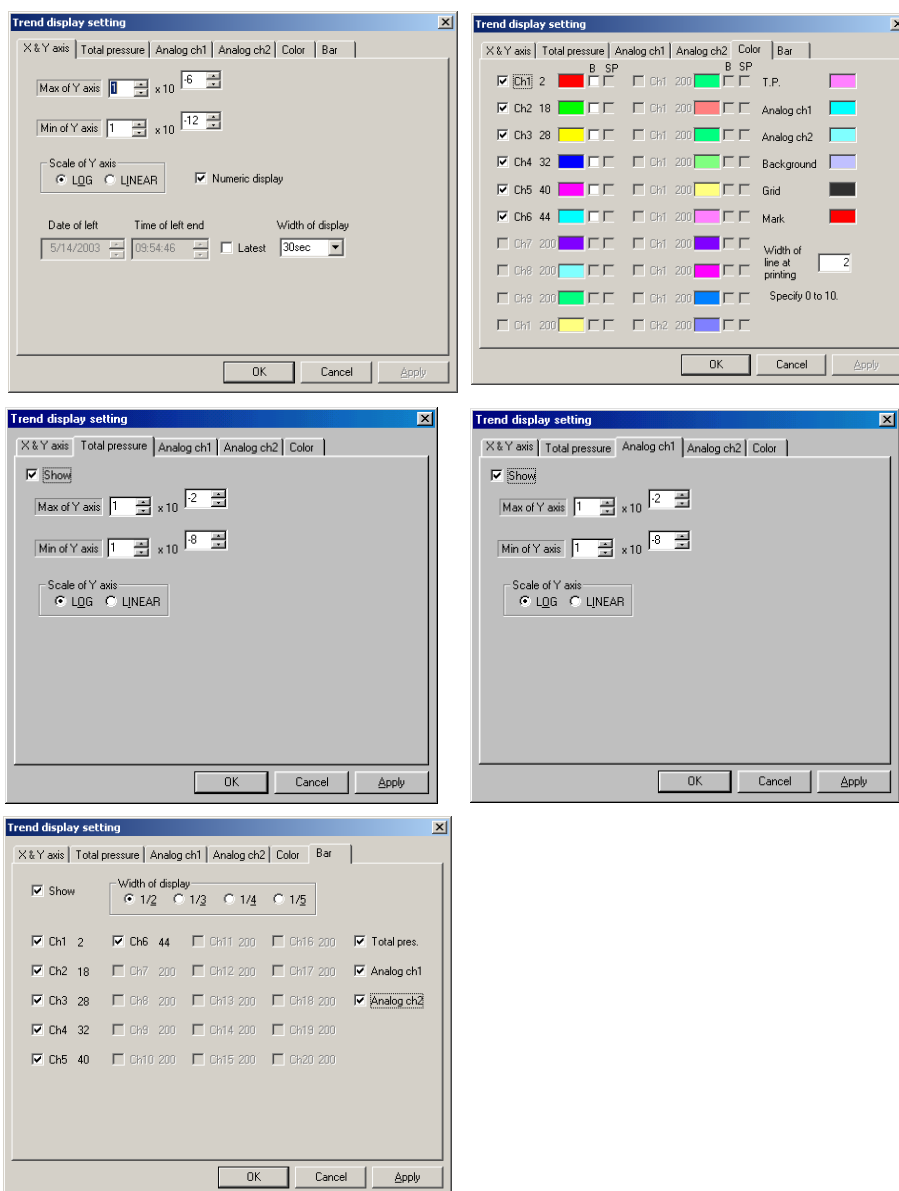 Trend display setting
X & Y axis Total pressure Analog ch1 Analog ch2 Color Bar
Max of Y axis 1 x 10 -6
Min of Y axis 1 x 10 -12
Scale of Y axis
LOG LINEAR Numeric display
Date of left Time of left end Width of display
5/14/2003 09:54:46 Latest 30sec
OK Cancel Apply
Trend display setting
X & Y axis Total pressure Analog ch1 Analog ch2 Color Bar
B SP B SP
Ch1 2 Ch1 200 T.P.
Ch2 18 Ch1 200 Analog ch1
Ch3 28 Ch1 200 Analog ch2
Ch4 32 Ch1 200 Background
Ch5 40 Ch1 200 Grid
Ch6 44 Ch1 200 Mark
Ch7 200 Ch1 200 Width of
Ch8 200 Ch1 200 line at 2
printing
Ch9 200 Ch1 200 Specify 0 to 10.
Ch1 200 Ch2 200
OK Cancel Apply
Trend display setting
X & Y axis Total pressure Analog ch1 Analog ch2 Color
Show
Max of Y axis 1 x 10 -2
Min of Y axis 1 x 10 -8
Scale of Y axis
LOG LINEAR
OK Cancel Apply
Trend display setting
X & Y axis Total pressure Analog ch1 Analog ch2 Color
Show
Max of Y axis 1 x 10 -2
Min of Y axis 1 x 10 -8
Scale of Y axis
LOG LINEAR
OK Cancel Apply
Trend display setting
X & Y axis Total pressure Analog ch1 Analog ch2 Color Bar
Show Width of display
1/2 1/3 1/4 1/5
Ch1 2 Ch6 44 Ch11 200 Ch16 200 Total pres.
Ch2 18 Ch7 200 Ch12 200 Ch17 200 Analog ch1
Ch3 28 Ch8 200 Ch13 200 Ch18 200 Analog ch2
Ch4 32 Ch9 200 Ch14 200 Ch19 200
Ch5 40 Ch10 200 Ch15 200 Ch20 200
OK Cancel Apply